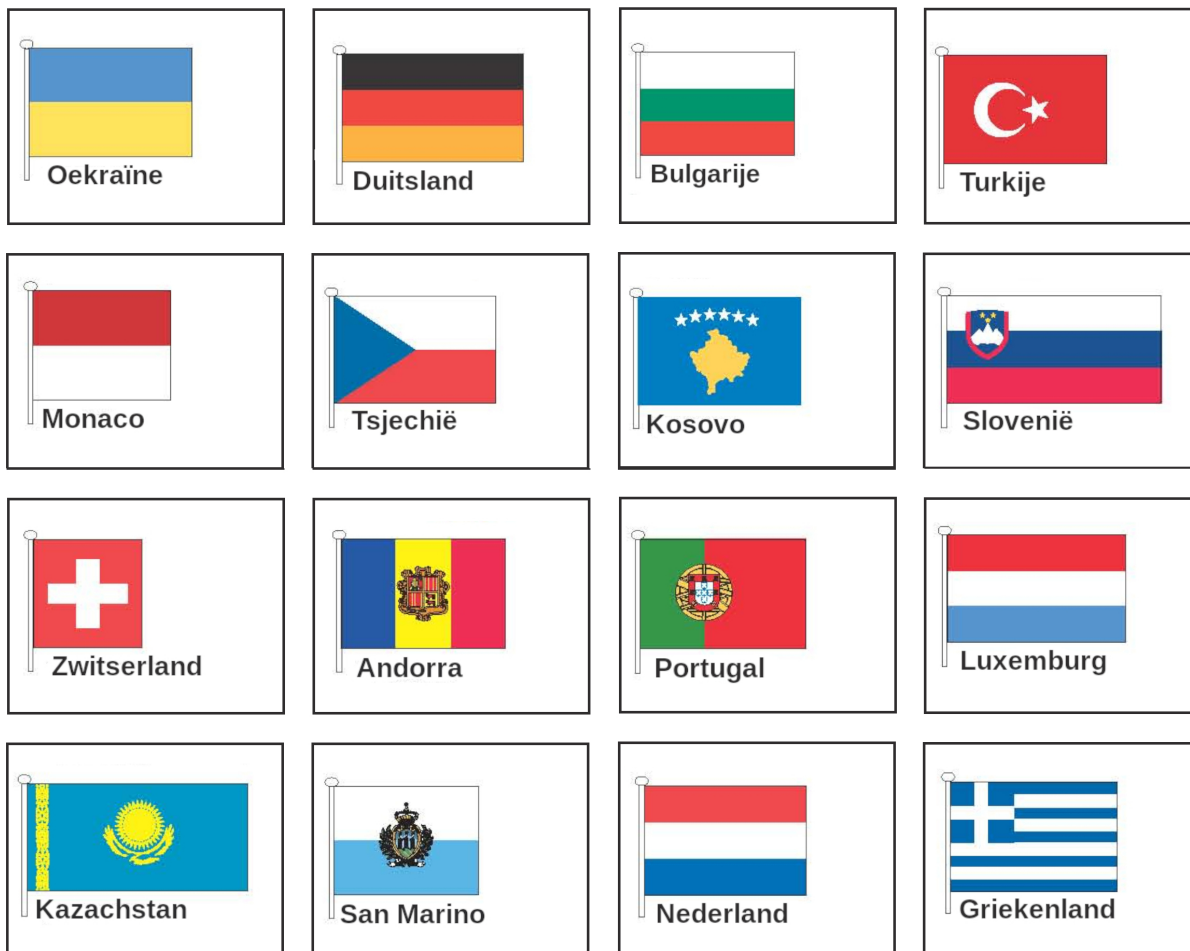 Oekraïne
Duitsland
Bulgarije
Turkije
Monaco
Tsjechië
Kosovo
Slovenië
Zwitserland
Andorra
Portugal
Luxemburg
Kazachstan
San Marino
Nederland
Griekenland